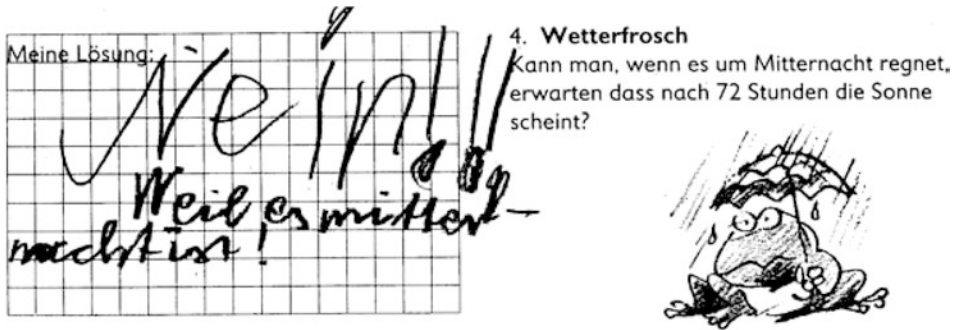 Meine Lösung:
Nein!!!
Weil es mitter-
nacht ist!
4. Wetterfrosch
Kann man, wenn es um Mitternacht regnet,
erwarten dass nach 72 Stunden die Sonne
scheint?